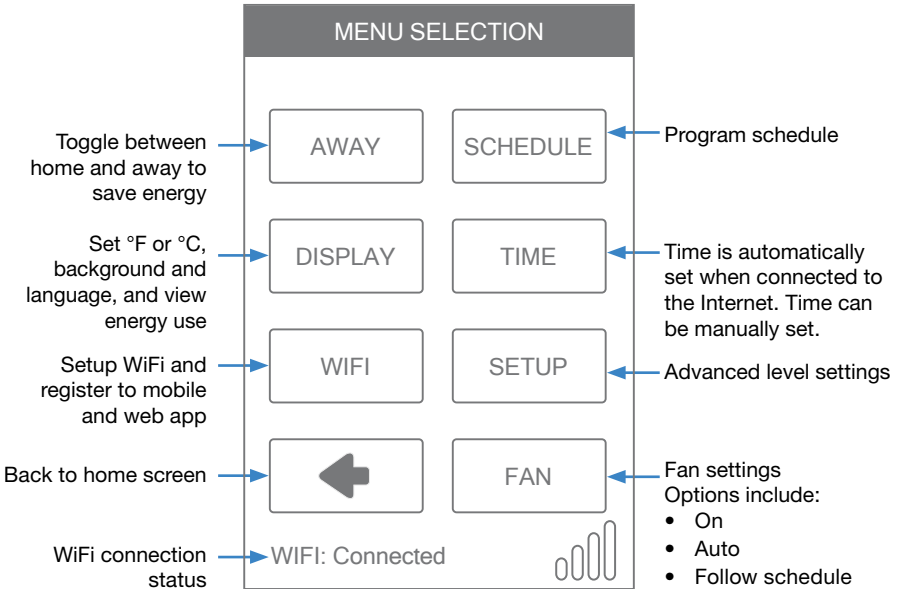 MENU SELECTION
Toggle between
home and away to
save energy
AWAY
SCHEDULE
Program schedule
Set °F or °C,
background and
language, and view
energy use
DISPLAY
TIME
Time is automatically
set when connected to
the Internet. Time can
be manually set.
Setup WiFi and
register to mobile
and web app
WIFI
SETUP
Advanced level settings
Back to home screen
FAN
Fan settings
Options include:
• On
• Auto
• Follow schedule
WiFi connection
status
WIFI: Connected